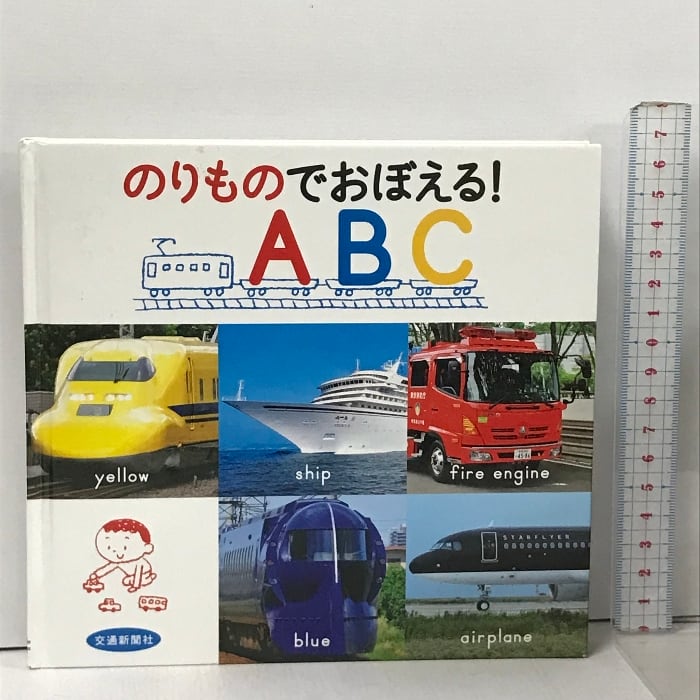 のりものでおぼえる!
ABC
yellow
ship
fire engine
STARFLYER
blue
airplane
交通新聞社